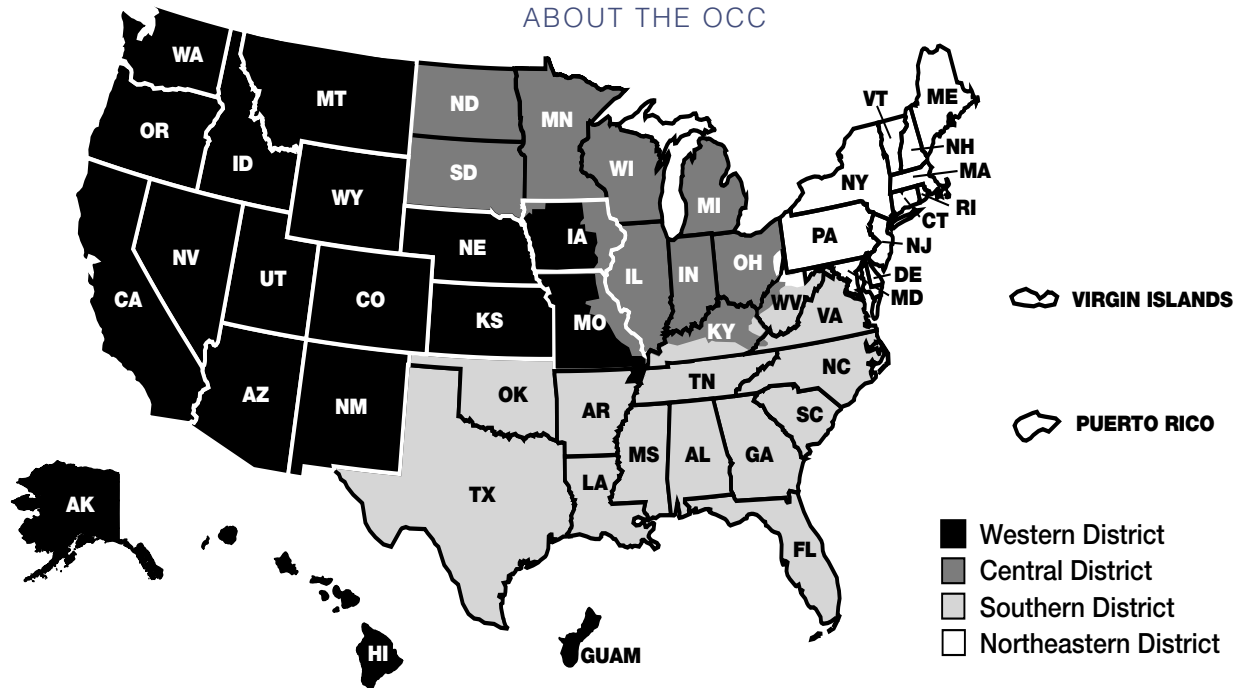 ABOUT THE OCC
WA
MT
ND
MN
VT
ME
OR
ID
WY
SD
WI
MI
NY
NH
MA
RI
CT
NV
UT
CO
NE
IA
IL
IN
OH
PA
NJ
DE
MD
CA
KS
MO
KY
WV
VA
VIRGIN ISLANDS
AZ
NM
OK
AR
TN
NC
SC
PUERTO RICO
TX
LA
MS
AL
GA
FL
AK
HI
GUAM
Western District
Central District
Southern District
Northeastern District